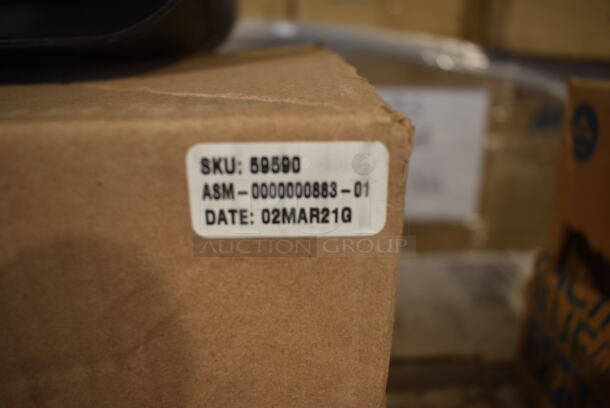 SKU: 59590
ASM-0000000883-01
DATE: 02MAR21G
AUCTION GROUP